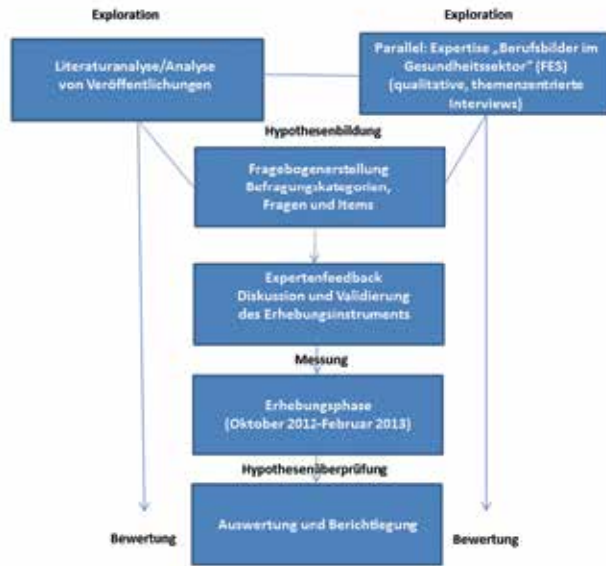 Exploration
Exploration
Literaturanalyse/Analyse
von Veröffentlichungen
Parallel: Expertise „Berufsbilder im
Gesundheitssektor“ (FES)
(qualitative, themenzentrierte
Interviews)
Hypothesenbildung
Fragebogenerstellung
Befragungskategorien,
Fragen und Items
Expertenfeedback
Diskussion und Validierung
des Erhebungsinstruments
Messung
Erhebungsphase
(Oktober 2012-Februar 2013)
Hypothesenüberprüfung
Auswertung und Berichtlegung
Bewertung
Bewertung